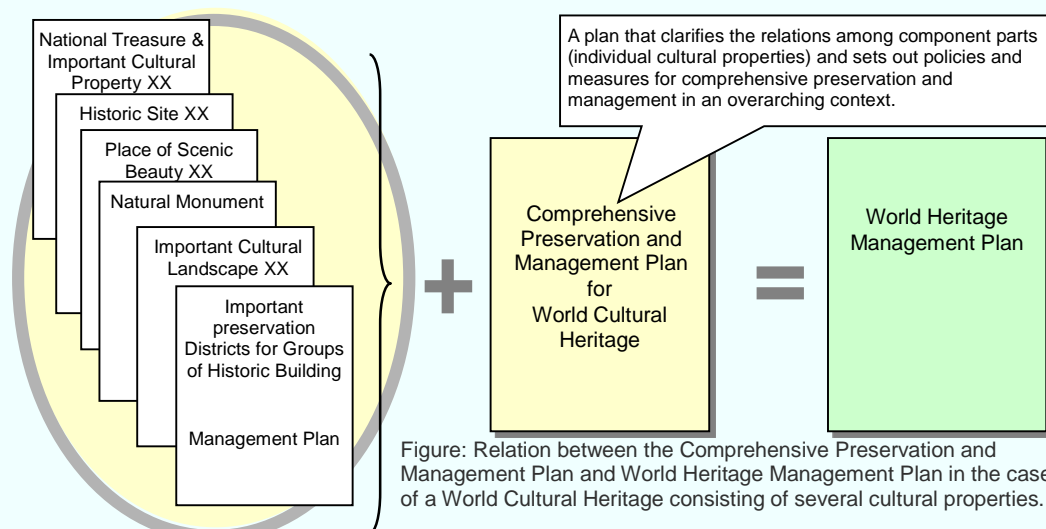 National Treasure &
Important Cultural
Property XX
Historic Site XX
Place of Scenic
Beauty XX
Natural Monument
Important Cultural
Landscape XX
Important
preservation
Districts for Groups
of Historic Building
Management Plan
A plan that clarifies the relations among component parts
(individual cultural properties) and sets out policies and
measures for comprehensive preservation and
management in an overarching context.
+
Comprehensive
Preservation and
Management Plan
for
World Cultural
Heritage
=
World Heritage
Management Plan
Figure: Relation between the Comprehensive Preservation and
Management Plan and World Heritage Management Plan in the case
of a World Cultural Heritage consisting of several cultural properties.